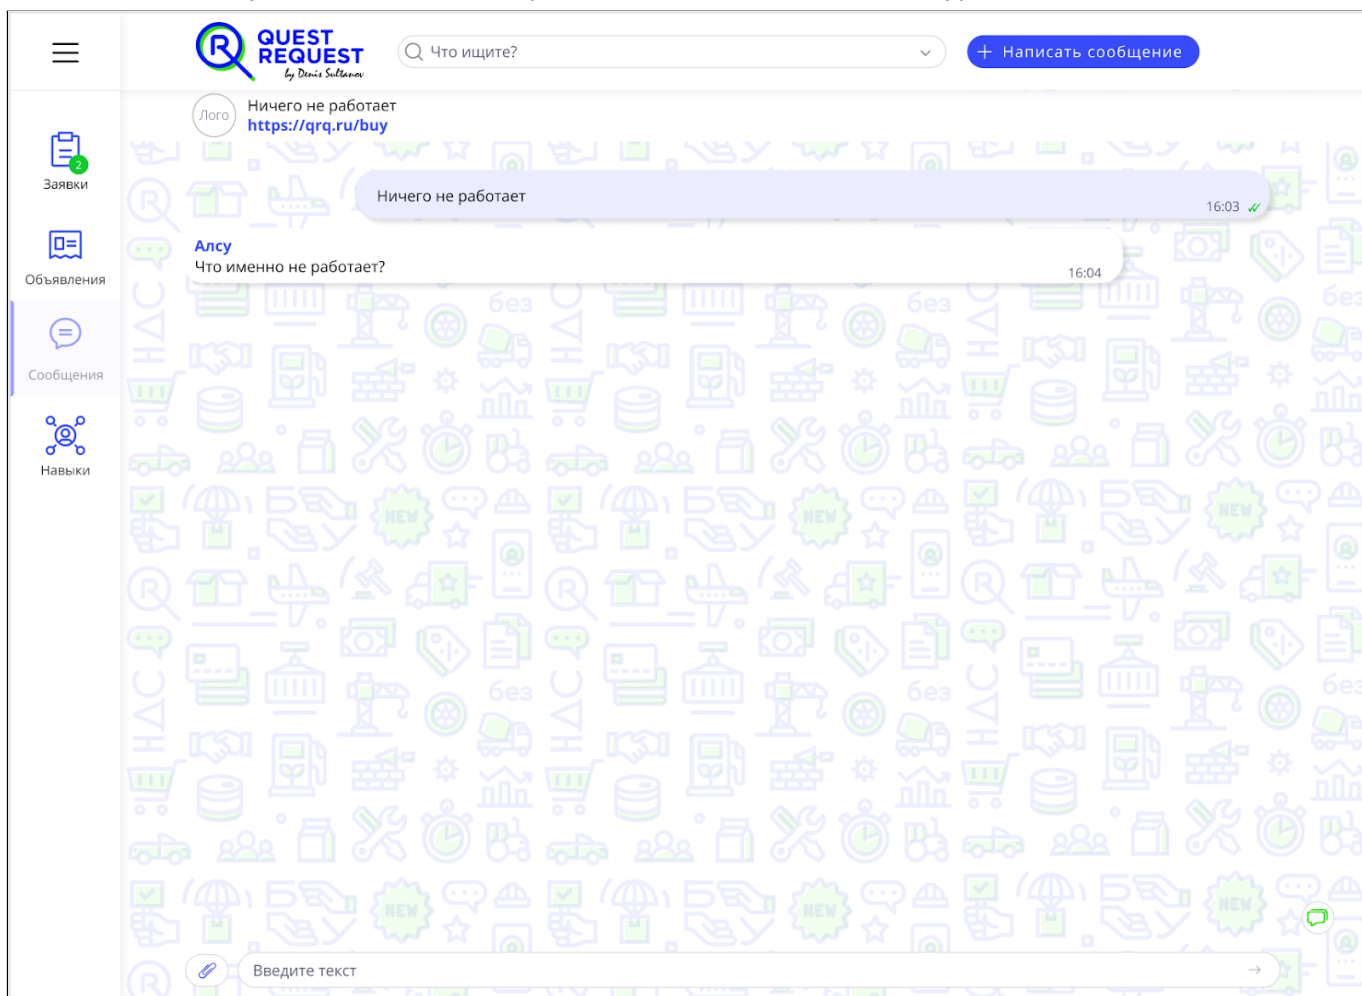 QUEST
REQUEST
by Denis Sultanov
Что ищите?
+ Написать сообщение
Лого
Ничего не работает
https://qrq.ru/buy
2
Заявки
Объявления
Сообщения
Навыки
Ничего не работает
16:03
Алсу
Что именно не работает?
16:04
Введите текст